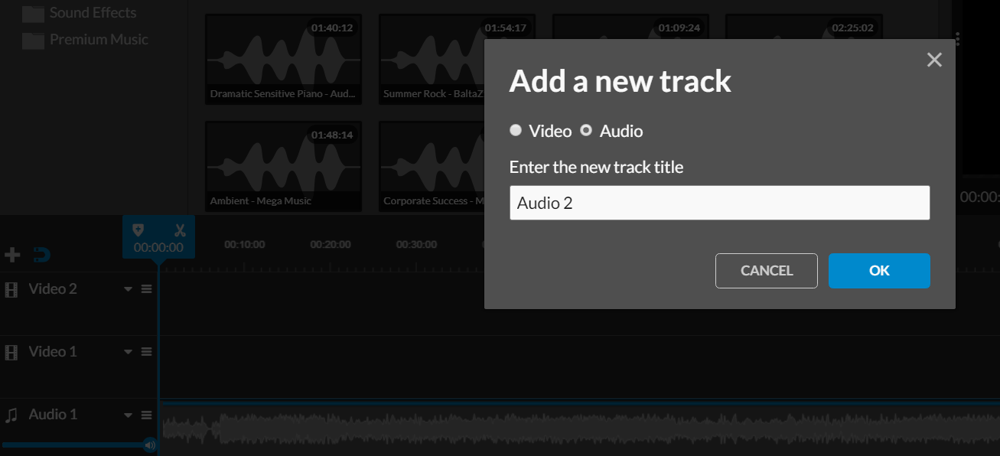 Sound Effects
Premium Music
01:40:12
01:54:17
01:09:24
02:25:02
Dramatic Sensitive Piano - Aud...
Summer Rock - BaltaZ
01:48:14
Ambient - Mega Music
Corporate Success - M
Add a new track
Video
Audio
Enter the new track title
Audio 2
CANCEL
OK
00:00:
00:00:00
00:10:00
00:20:00
00:30:00
Video 2
Video 1
Audio 1